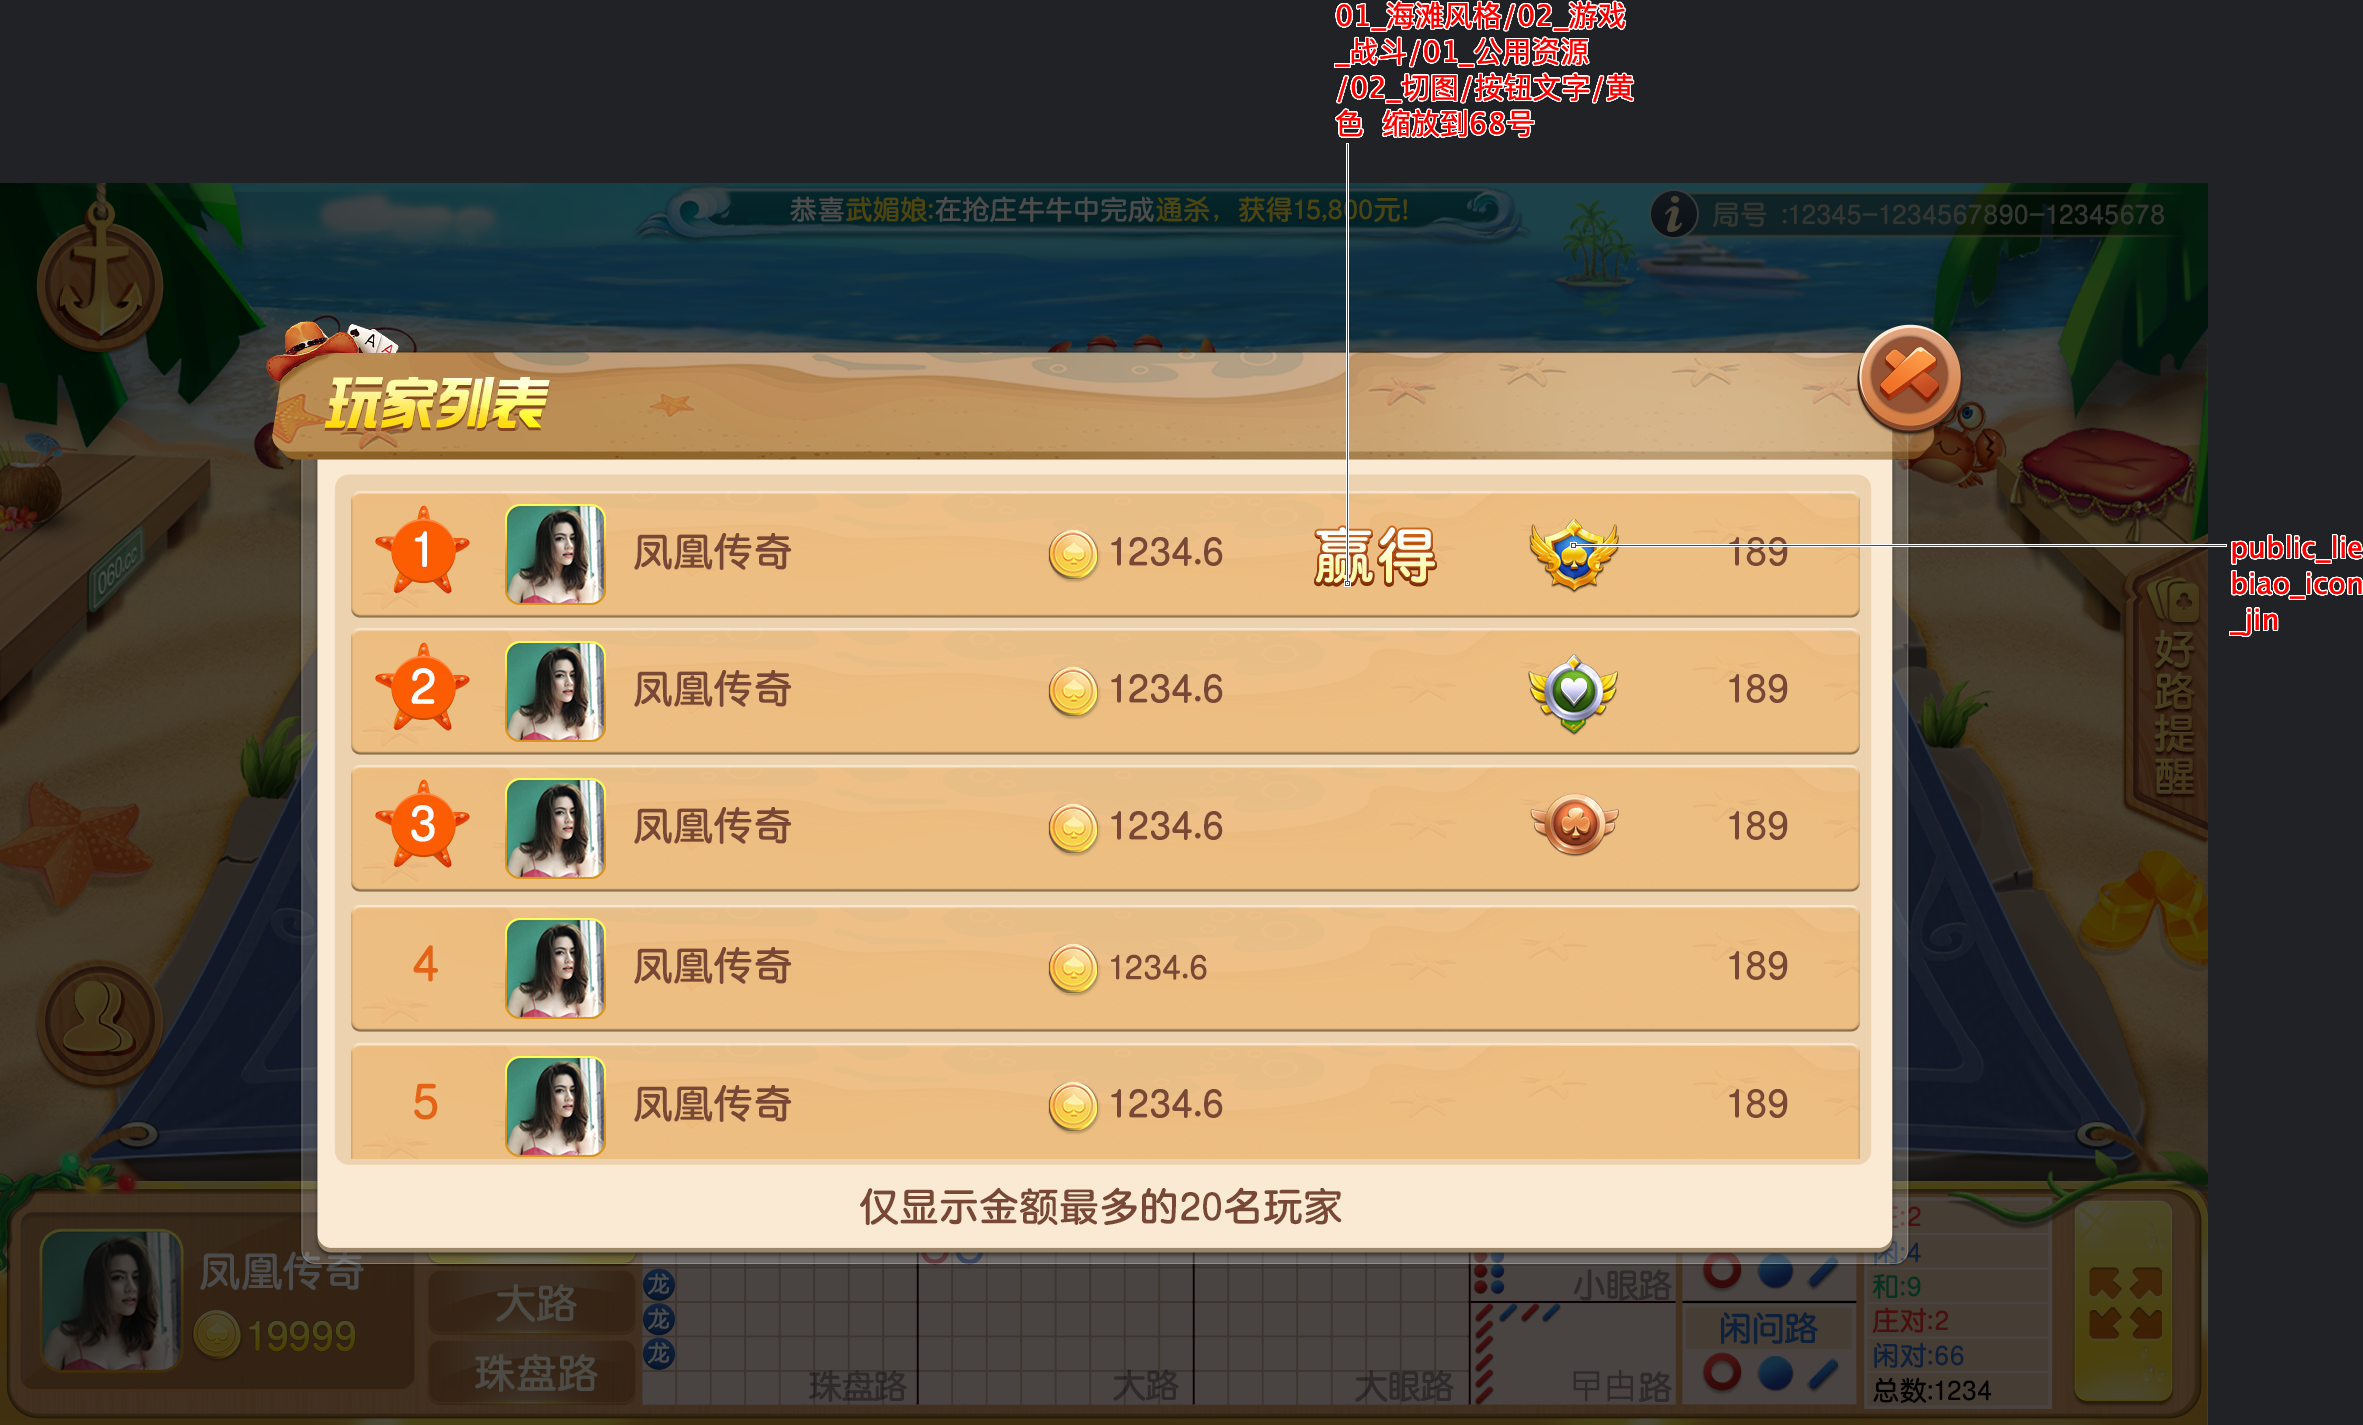 01_海滩风格/02_游戏
_战斗/01_公用资源
/02_切图/按钮文字/黄
色 缩放到68号
恭喜武媚娘:在抢庄牛牛中完成通杀，获得15,800元!
局号 :12345-1234567890-12345678
A A
玩家列表
060.cc
1 凤凰传奇 1234.6 赢得 189
public_lie
biao_icon
_jin
2 凤凰传奇 1234.6 189
3 凤凰传奇 1234.6 189
4 凤凰传奇 1234.6 189
5 凤凰传奇 1234.6 189
好路提醒
仅显示金额最多的20名玩家
凤凰传奇
19999
大路
珠盘路
龙
龙
龙
珠盘路
大路
大眼路
小眼路
甲由路
闲问路
庄:2
闲:4
和:9
庄对:2
闲对:66
总数:1234